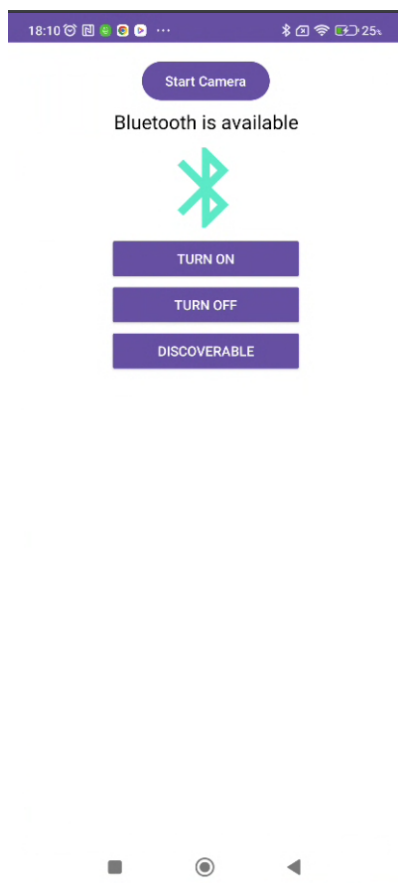 18:10 25%
Start Camera
Bluetooth is available
TURN ON
TURN OFF
DISCOVERABLE